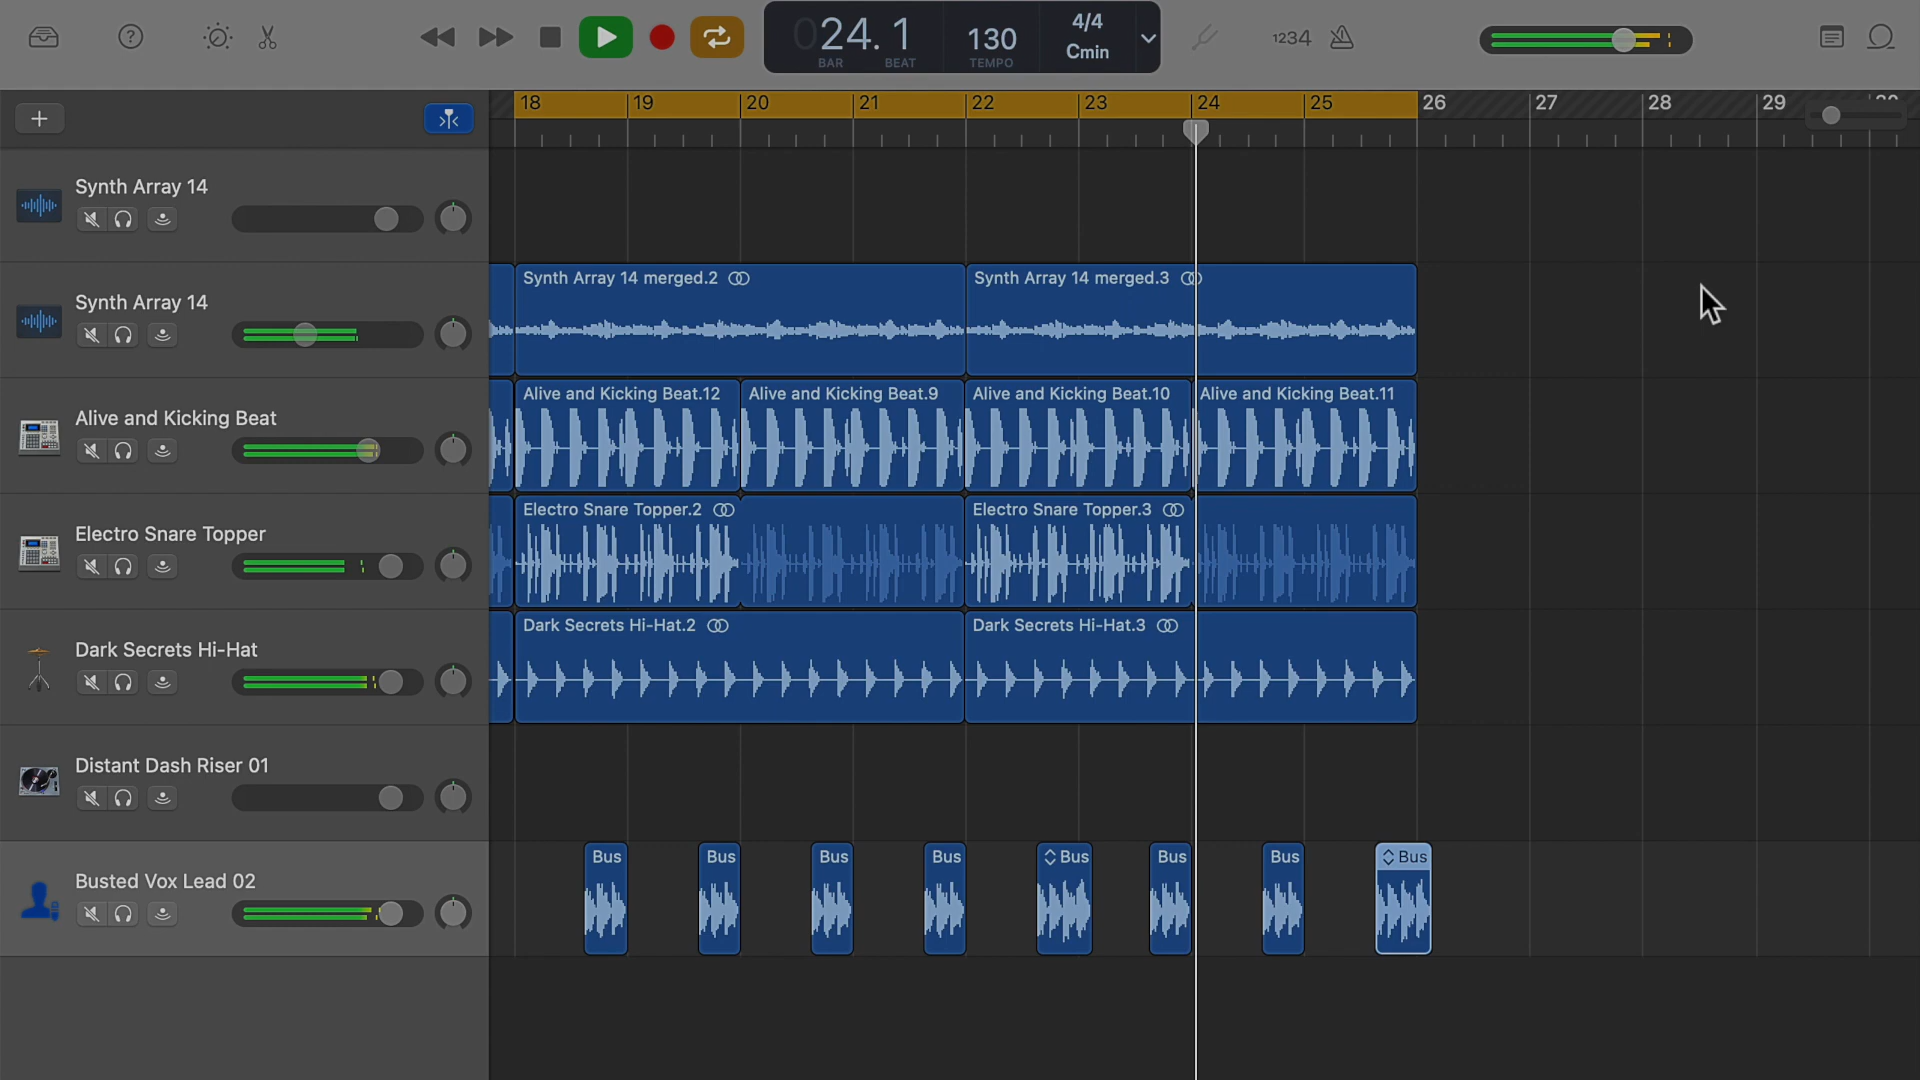 024. 1
BAR BEAT
130
TEMPO
4/4
Cmin
1234
18 19 20 21 22 23 24 25 26 27 28 29
Synth Array 14
Synth Array 14
Synth Array 14 merged.2
Synth Array 14 merged.3
Alive and Kicking Beat
Alive and Kicking Beat.12
Alive and Kicking Beat.9
Alive and Kicking Beat.10
Alive and Kicking Beat.11
Electro Snare Topper
Electro Snare Topper.2
Electro Snare Topper.3
Dark Secrets Hi-Hat
Dark Secrets Hi-Hat.2
Dark Secrets Hi-Hat.3
Distant Dash Riser 01
Busted Vox Lead 02
Bus
Bus
Bus
Bus
Bus
Bus
Bus
Bus